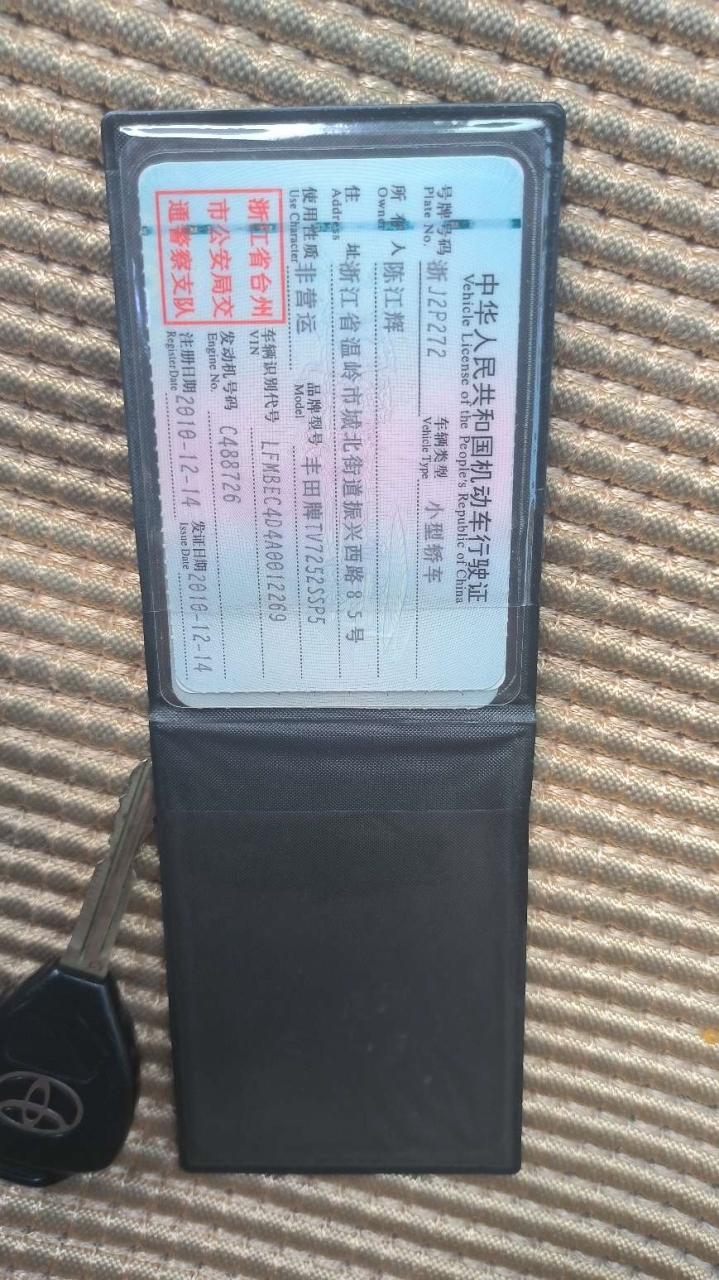 中华人民共和国机动车行驶证
Vehicle License of the People's Republic of China
号牌号码 浙J2P272 车辆类型 小型轿车
Plate No. Vehicle Type
所有人 陈江辉
Owner
住址 浙江省温岭市城北街道振兴西路85号
Address
使用性质 非营运 品牌型号 丰田牌TV7252SSP5
Use Character Model
浙江省台州
市公安局交
通警察支队
车辆识别代号 LFMBEC4D4A0012269
VIN
发动机号码 C488726
Engine No.
注册日期 2010-12-14 发证日期 2010-12-14
Register Date Issue Date